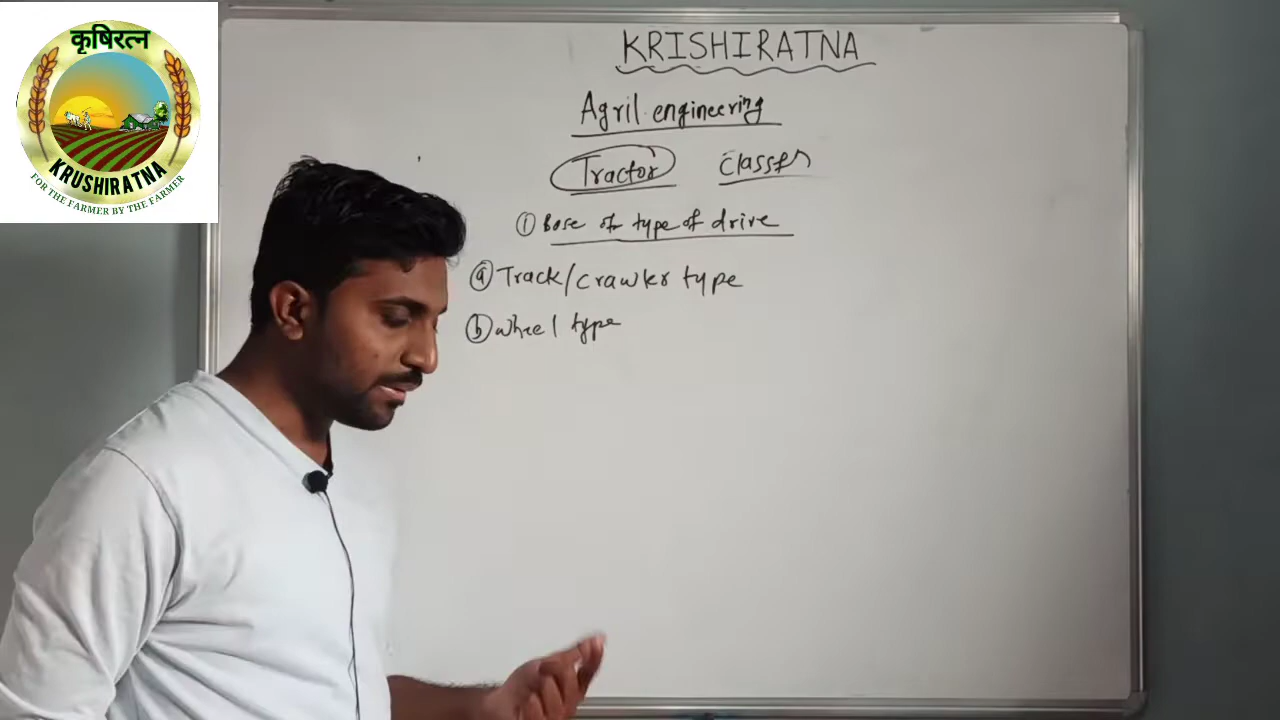 कृषिरत्न
KRUSHIRATNA
FOR THE FARMER BY THE FARMER
KRISHIRATNA
Agril. engineering
Tractor classfn
① Base of type of drive
ⓐ Track/crawler type
ⓑ wheel type